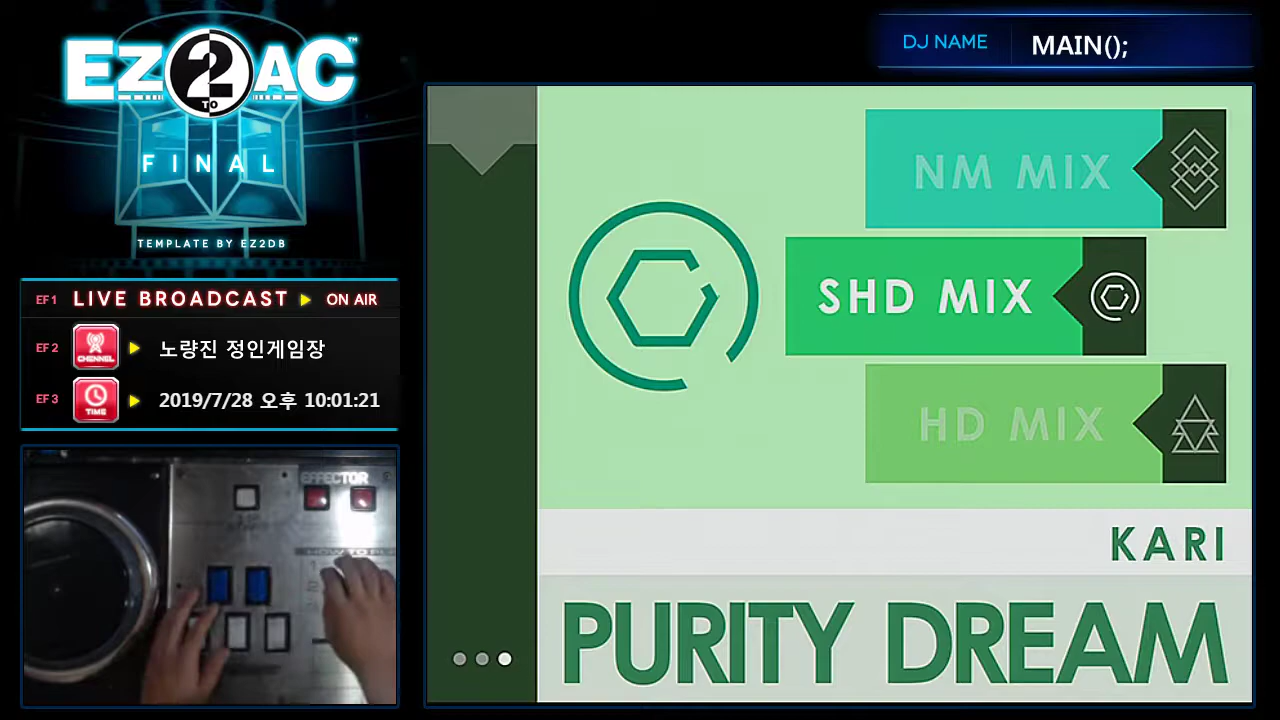 EZ2AC™
TO
FINAL
TEMPLATE BY EZ2DB
EF1 LIVE BROADCAST ON AIR
EF2 CHENNEL 노량진 정인게임장
EF3 TIME 2019/7/28 오후 10:01:21
EFFECTOR
DJ NAME MAIN();
NM MIX
SHD MIX
HD MIX
KARI
PURITY DREAM